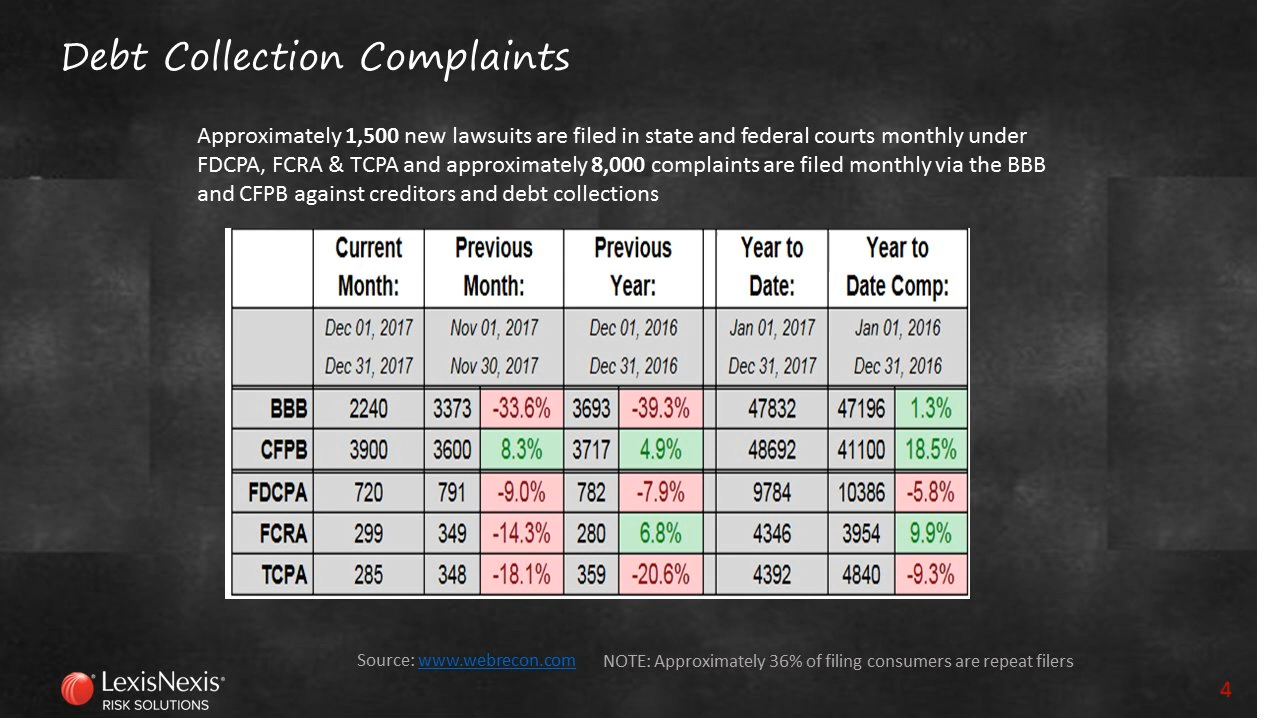 Debt Collection Complaints
Approximately 1,500 new lawsuits are filed in state and federal courts monthly under
FDCPA, FCRA & TCPA and approximately 8,000 complaints are filed monthly via the BBB
and CFPB against creditors and debt collections
Current Previous Previous Year to Year to
Month: Month: Year: Date: Date Comp:
Dec 01, 2017 Nov 01, 2017 Dec 01, 2016 Jan 01, 2017 Jan 01, 2016
Dec 31, 2017 Nov 30, 2017 Dec 31, 2016 Dec 31, 2017 Dec 31, 2016
BBB 2240 3373 -33.6% 3693 -39.3% 47832 47196 1.3%
CFPB 3900 3600 8.3% 3717 4.9% 48692 41100 18.5%
FDCPA 720 791 -9.0% 782 -7.9% 9784 10386 -5.8%
FCRA 299 349 -14.3% 280 6.8% 4346 3954 9.9%
TCPA 285 348 -18.1% 359 -20.6% 4392 4840 -9.3%
Source: www.webrecon.com NOTE: Approximately 36% of filing consumers are repeat filers
LexisNexis
RISK SOLUTIONS
4